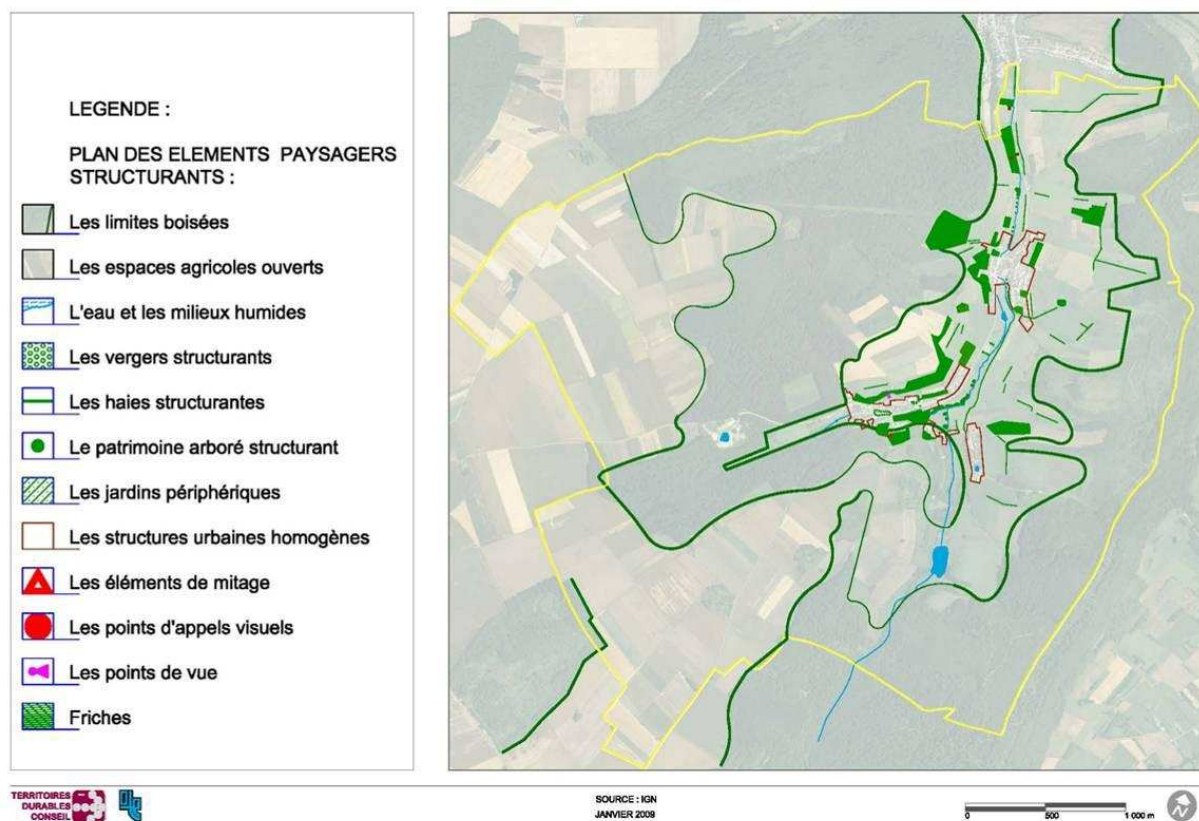 LEGENDE :
PLAN DES ELEMENTS PAYSAGERS
STRUCTURANTS :
Les limites boisées
Les espaces agricoles ouverts
L'eau et les milieux humides
Les vergers structurants
Les haies structurantes
Le patrimoine arboré structurant
Les jardins périphériques
Les structures urbaines homogènes
Les éléments de mitage
Les points d'appels visuels
Les points de vue
Friches
TERRITOIRES
DURABLES
CONSEIL
SOURCE : IGN
JANVIER 2009
0 500 1 000 m
N